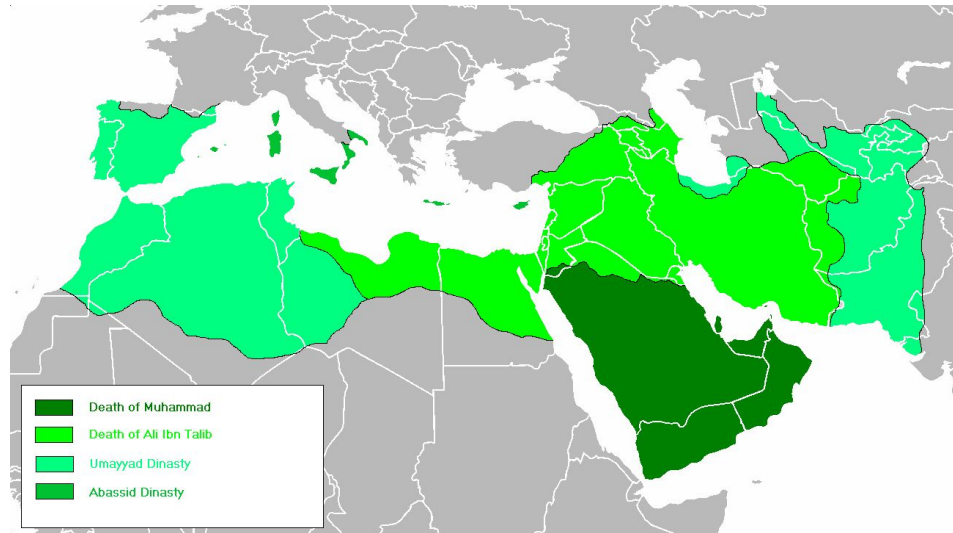 Death of Muhammad
Death of Ali Ibn Talib
Umayyad Dinasty
Abassid Dinasty